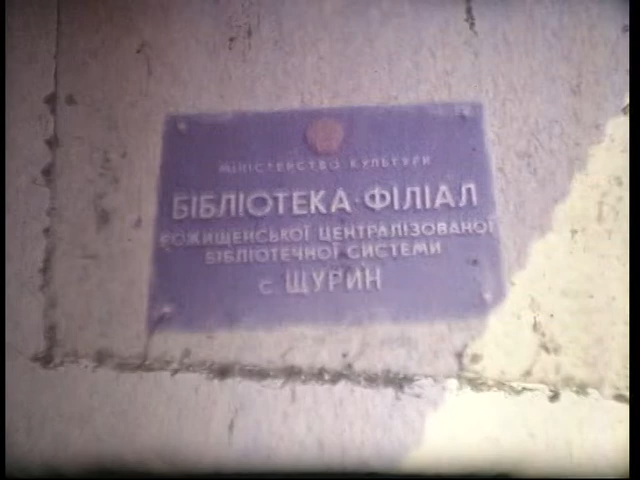 МІНІСТЕРСТВО КУЛЬТУРИ
БІБЛІОТЕКА·ФІЛІАЛ
РОЖИЩЕНСЬКОЇ ЦЕНТРАЛІЗОВАНОЇ
БІБЛІОТЕЧНОЇ СИСТЕМИ
с ЩУРИН